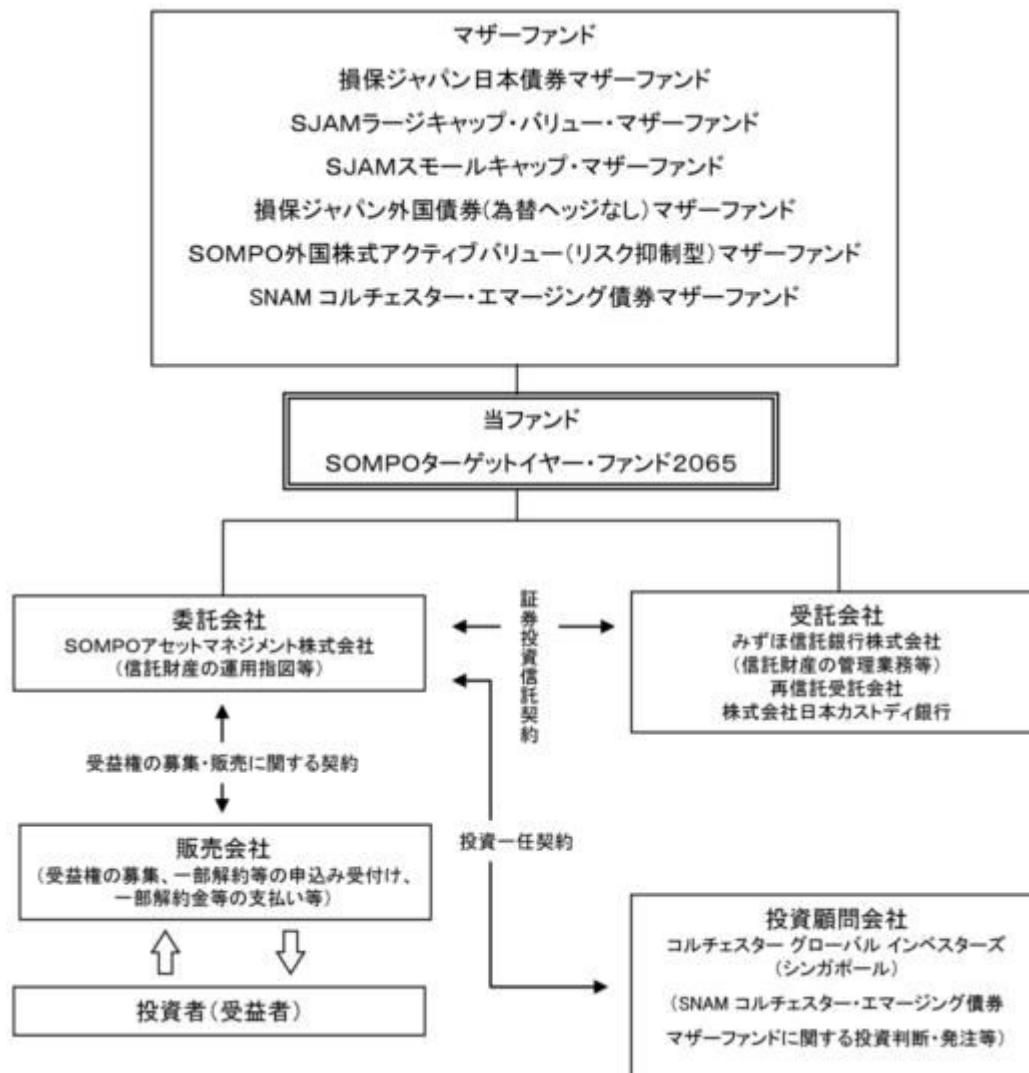 マザーファンド
損保ジャパン日本債券マザーファンド
SJAMラージキャップ・バリュー・マザーファンド
SJAMスモールキャップ・マザーファンド
損保ジャパン外国債券(為替ヘッジなし)マザーファンド
SOMPO外国株式アクティブバリュー(リスク抑制型)マザーファンド
SNAM コルチェスター・エマージング債券マザーファンド
当ファンド
SOMPOターゲットイヤー・ファンド2065
委託会社
SOMPOアセットマネジメント株式会社
(信託財産の運用指図等)
証券投資信託契約
受託会社
みずほ信託銀行株式会社
(信託財産の管理業務等)
再信託受託会社
株式会社日本カストディ銀行
受益権の募集・販売に関する契約
投資一任契約
販売会社
(受益権の募集、一部解約等の申込み受付け、
一部解約金等の支払い等)
投資者(受益者)
投資顧問会社
コルチェスター グローバル インベスターズ
(シンガポール)
(SNAM コルチェスター・エマージング債券
マザーファンドに関する投資判断・発注等)